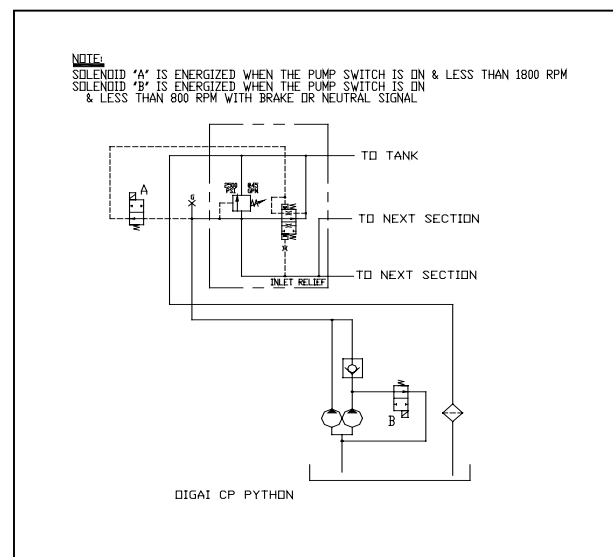 NOTE:
SOLENOID "A" IS ENERGIZED WHEN THE PUMP SWITCH IS ON & LESS THAN 1800 RPM
SOLENOID "B" IS ENERGIZED WHEN THE PUMP SWITCH IS ON
& LESS THAN 800 RPM WITH BRAKE OR NEUTRAL SIGNAL
TO TANK
A
G
PSI
GPM
TO NEXT SECTION
TO NEXT SECTION
INLET RELIEF
B
DIGAI CP PYTHON